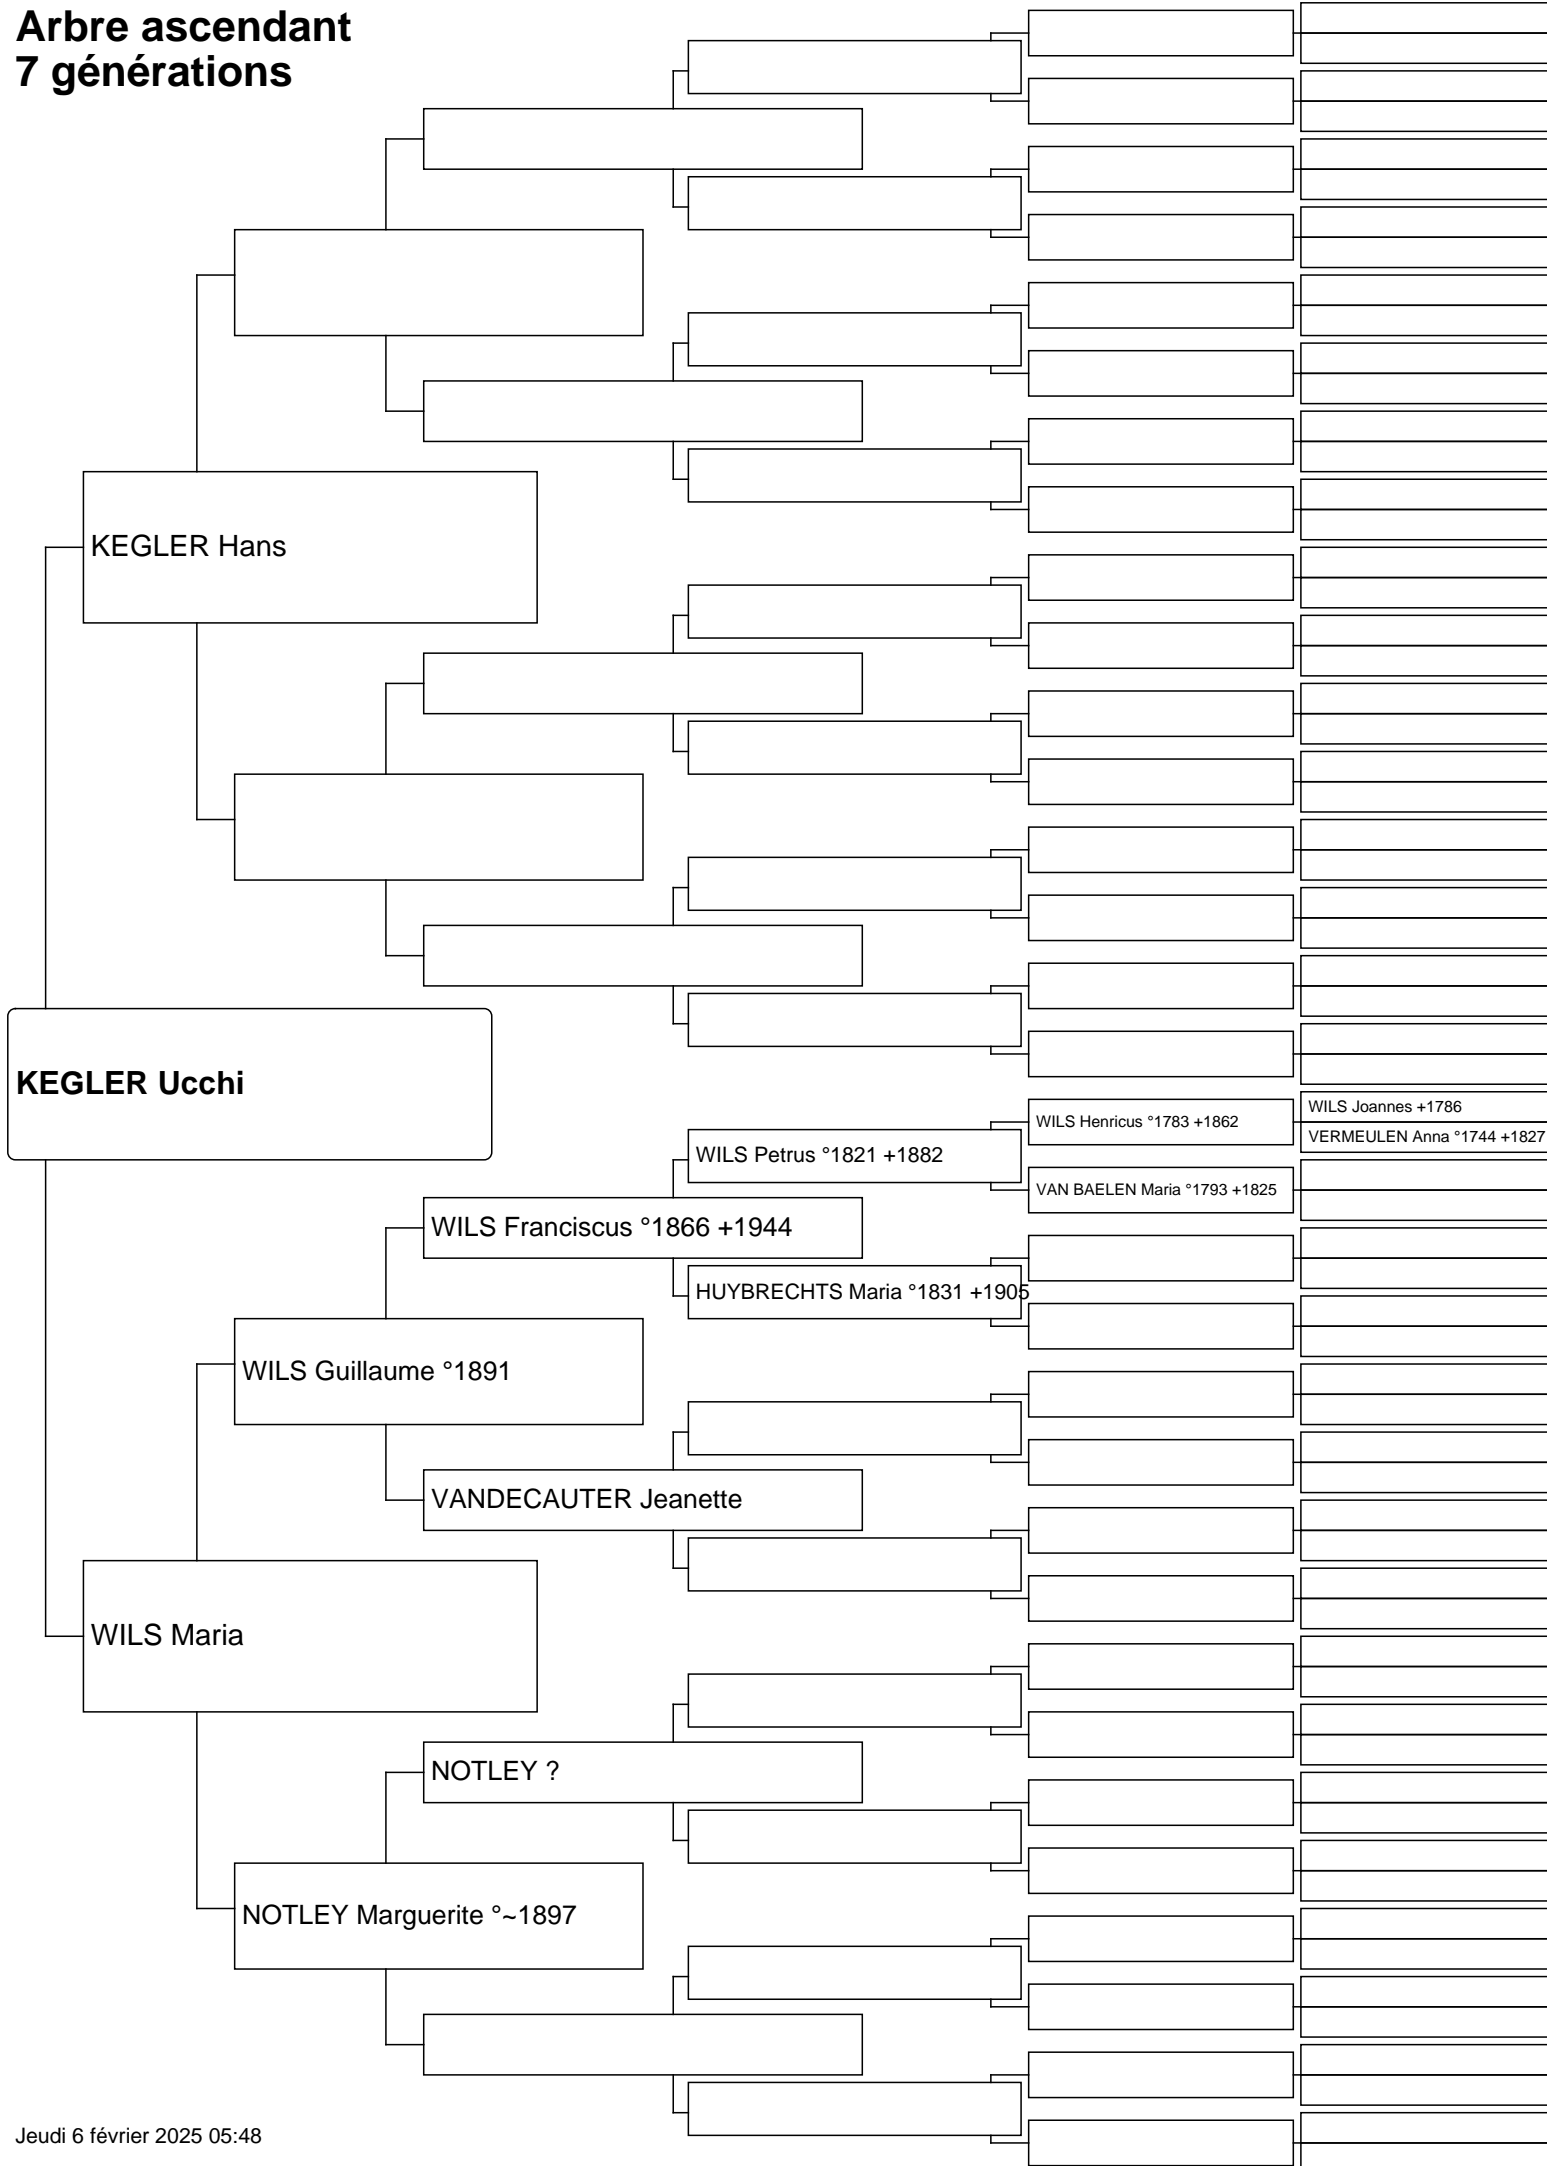 Arbre ascendant
7 générations
KEGLER Hans
KEGLER Ucchi
WILS Joannes +1786
WILS Henricus °1783 +1862
VERMEULEN Anna °1744 +1827
WILS Petrus °1821 +1882
VAN BAELEN Maria °1793 +1825
WILS Franciscus °1866 +1944
HUYBRECHTS Maria °1831 +1905
WILS Guillaume °1891
VANDECAUTER Jeanette
WILS Maria
NOTLEY ?
NOTLEY Marguerite °~1897
Jeudi 6 février 2025 05:48